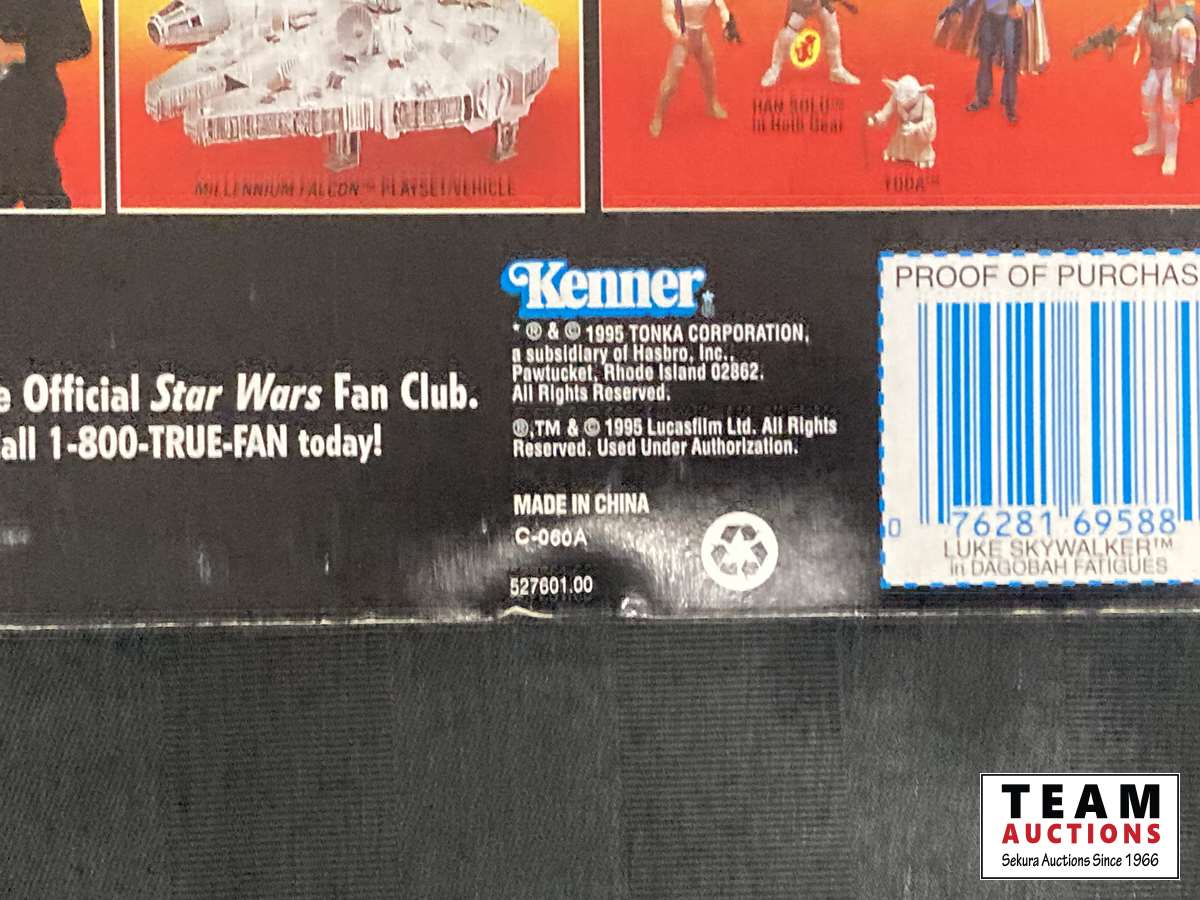 HAN SOLO™
in Hoth Gear
MILLENNIUM FALCON™ PLAYSET/VEHICLE
YODA™
Kenner*
* ® & © 1995 TONKA CORPORATION,
a subsidiary of Hasbro, Inc.,
Pawtucket, Rhode Island 02862.
All Rights Reserved.
®,TM & © 1995 Lucasfilm Ltd. All Rights
Reserved. Used Under Authorization.
MADE IN CHINA
C-060A
527601.00
e Official Star Wars Fan Club.
all 1-800-TRUE-FAN today!
PROOF OF PURCHAS
0 76281 69588
LUKE SKYWALKER™
in DAGOBAH FATIGUES
TEAM
AUCTIONS
Sekura Auctions Since 1966